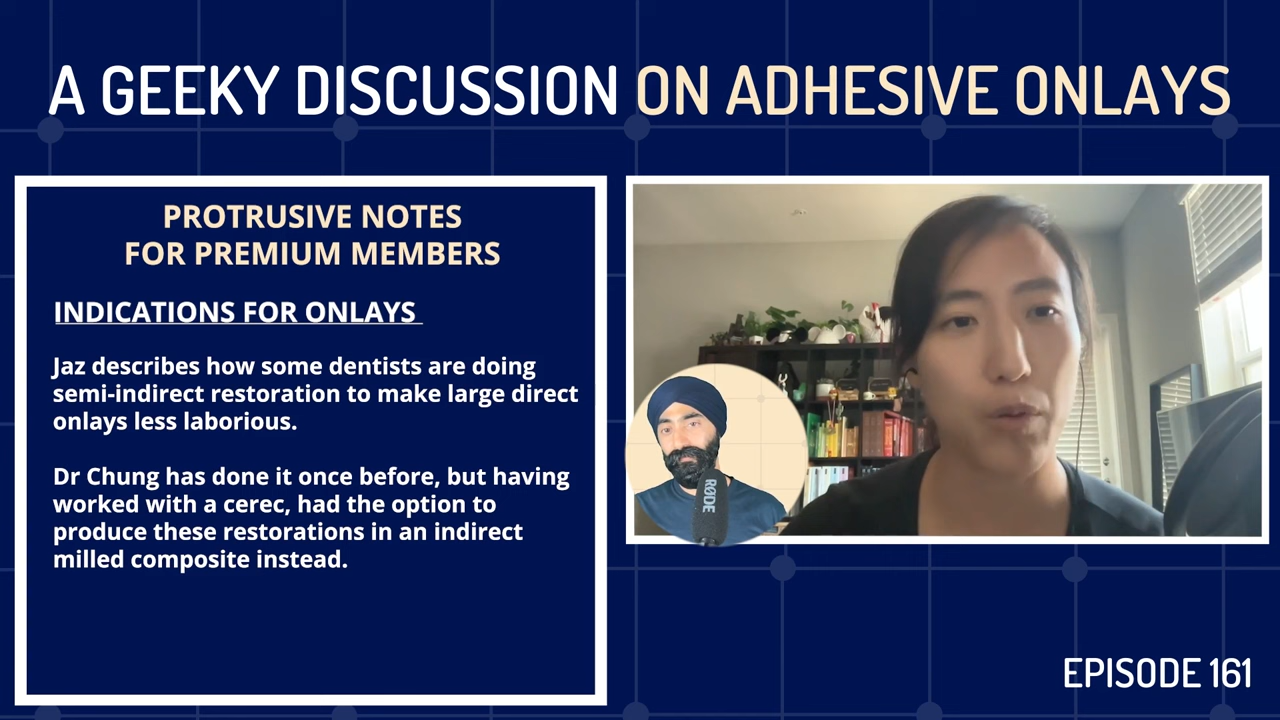 A GEEKY DISCUSSION ON ADHESIVE ONLAYS
PROTRUSIVE NOTES
FOR PREMIUM MEMBERS
INDICATIONS FOR ONLAYS
Jaz describes how some dentists are doing
semi-indirect restoration to make large direct
onlays less laborious.
Dr Chung has done it once before, but having
worked with a cerec, had the option to
produce these restorations in an indirect
milled composite instead.
RØDE
EPISODE 161